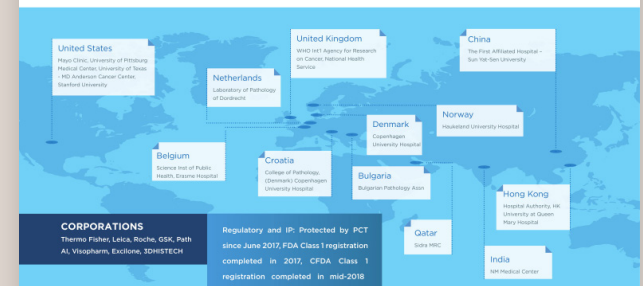 United States
Mayo Clinic, University of Pittsburg
Medical Center, University of Texas
- MD Anderson Cancer Center,
Stanford University
Netherlands
Laboratory of Pathology
of Dordrecht
United Kingdom
WHO Int'l Agency for Research
on Cancer, National Health
Service
China
The First Affiliated Hospital -
Sun Yat-Sen University
Belgium
Science Inst of Public
Health, Erasme Hospital
Croatia
College of Pathology,
(Denmark) Copenhagen
University Hospital
Denmark
Copenhagen
University Hospital
Norway
Haukeland University Hospital
Bulgaria
Bulgarian Pathology Assn
Qatar
Sidra MRC
Hong Kong
Hospital Authority, HK
University at Queen
Mary Hospital
India
NM Medical Center
CORPORATIONS
Thermo Fisher, Leica, Roche, GSK, Path
AI, Visopharm, Excilone, 3DHISTECH
Regulatory and IP: Protected by PCT
since June 2017, FDA Class 1 registration
completed in 2017, CFDA Class 1
registration completed in mid-2018